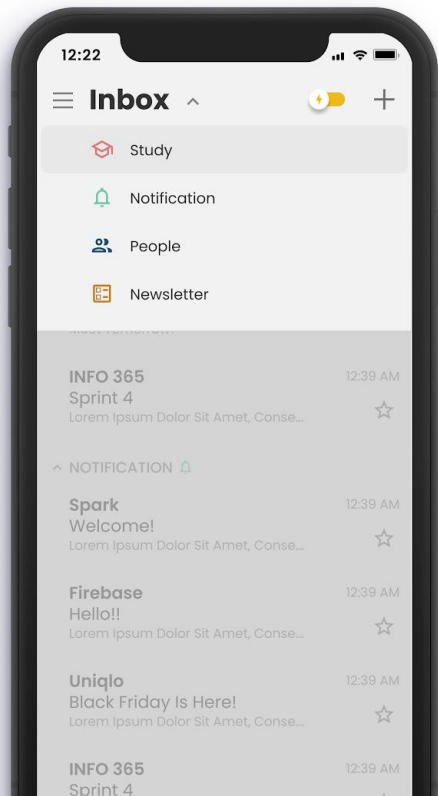 12:22
Inbox
Study
Notification
People
Newsletter
INFO 365 12:39 AM
Sprint 4
Lorem Ipsum Dolor Sit Amet, Conse...
NOTIFICATION
Spark 12:39 AM
Welcome!
Lorem Ipsum Dolor Sit Amet, Conse...
Firebase 12:39 AM
Hello!!
Lorem Ipsum Dolor Sit Amet, Conse...
Uniqlo 12:39 AM
Black Friday Is Here!
Lorem Ipsum Dolor Sit Amet, Conse...
INFO 365 12:39 AM
Sprint 4